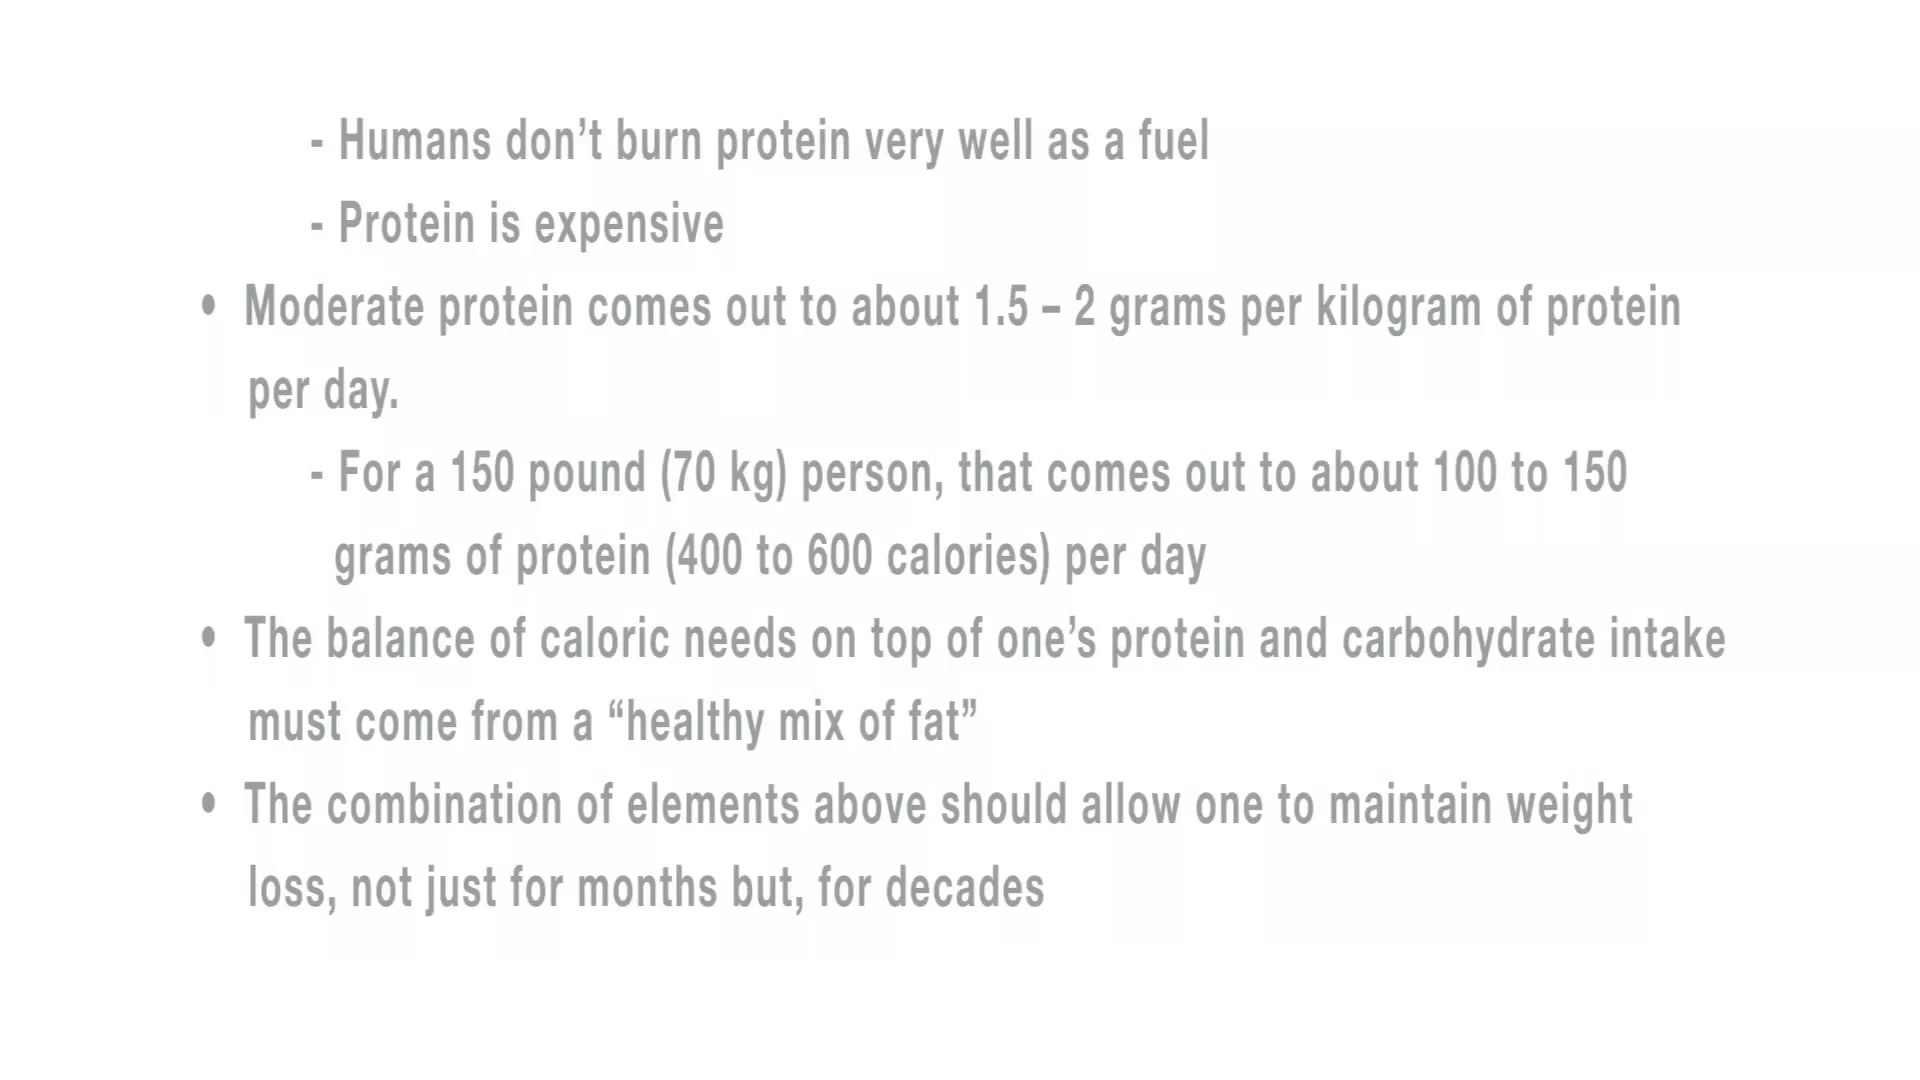 - Humans don’t burn protein very well as a fuel
- Protein is expensive
• Moderate protein comes out to about 1.5 – 2 grams per kilogram of protein
per day.
- For a 150 pound (70 kg) person, that comes out to about 100 to 150
grams of protein (400 to 600 calories) per day
• The balance of caloric needs on top of one’s protein and carbohydrate intake
must come from a “healthy mix of fat”
• The combination of elements above should allow one to maintain weight
loss, not just for months but, for decades